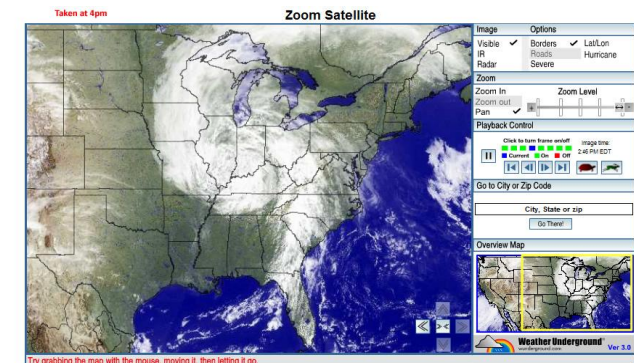 Taken at 4pm
Zoom Satellite
Image
Options
Visible ✓ Borders ✓ Lat/Lon
IR Roads Hurricane
Radar Severe
Zoom
Zoom In Zoom Level
Zoom out
Pan ✓
Playback Control
Click to turn frame on/off
Image time:
2:46 PM EDT
Current On Off
Go to City or Zip Code
City, State or zip
Go There!
Overview Map
Weather Underground
wunderground.com
Ver 3.0
Try grabbing the map with the mouse, moving it, then letting it go.